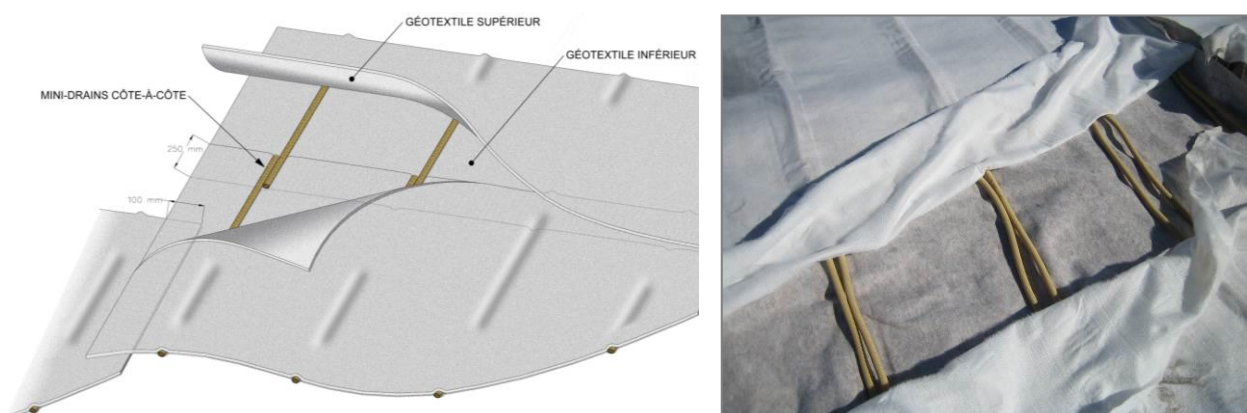 GÉOTEXTILE SUPÉRIEUR
GÉOTEXTILE INFÉRIEUR
MINI-DRAINS CÔTE-À-CÔTE
250 mm
100 mm